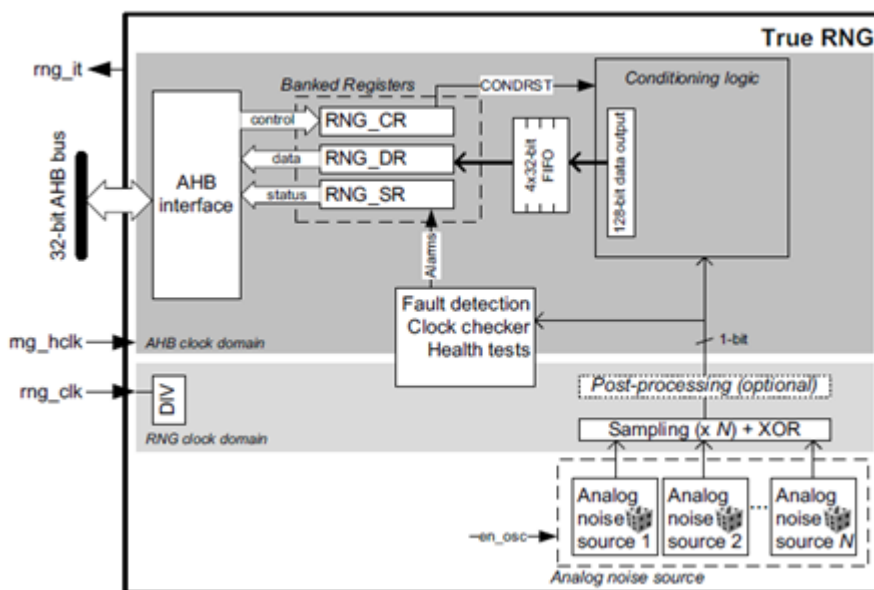 True RNG
rng_it
Banked Registers
CONDRST
Conditioning logic
32-bit AHB bus
AHB
interface
control
RNG_CR
data
RNG_DR
status
RNG_SR
4x32-bit
FIFO
128-bit data output
Alarms
Fault detection
Clock checker
Health tests
rng_hclk
AHB clock domain
1-bit
rng_clk
DIV
RNG clock domain
Post-processing (optional)
Sampling (x N) + XOR
en_osc
Analog
noise
source 1
Analog
noise
source 2
Analog
noise
source N
Analog noise source